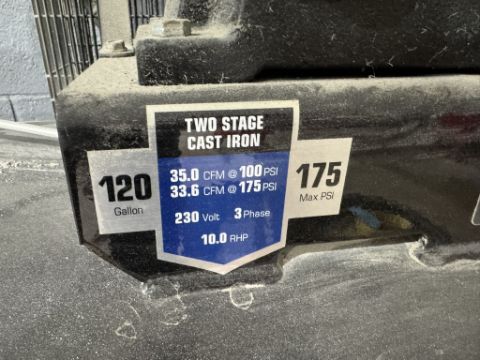 TWO STAGE
CAST IRON
35.0 CFM @ 100 PSI
33.6 CFM @ 175 PSI
230 Volt 3 Phase
10.0 RHP
120
Gallon
175
Max PSI